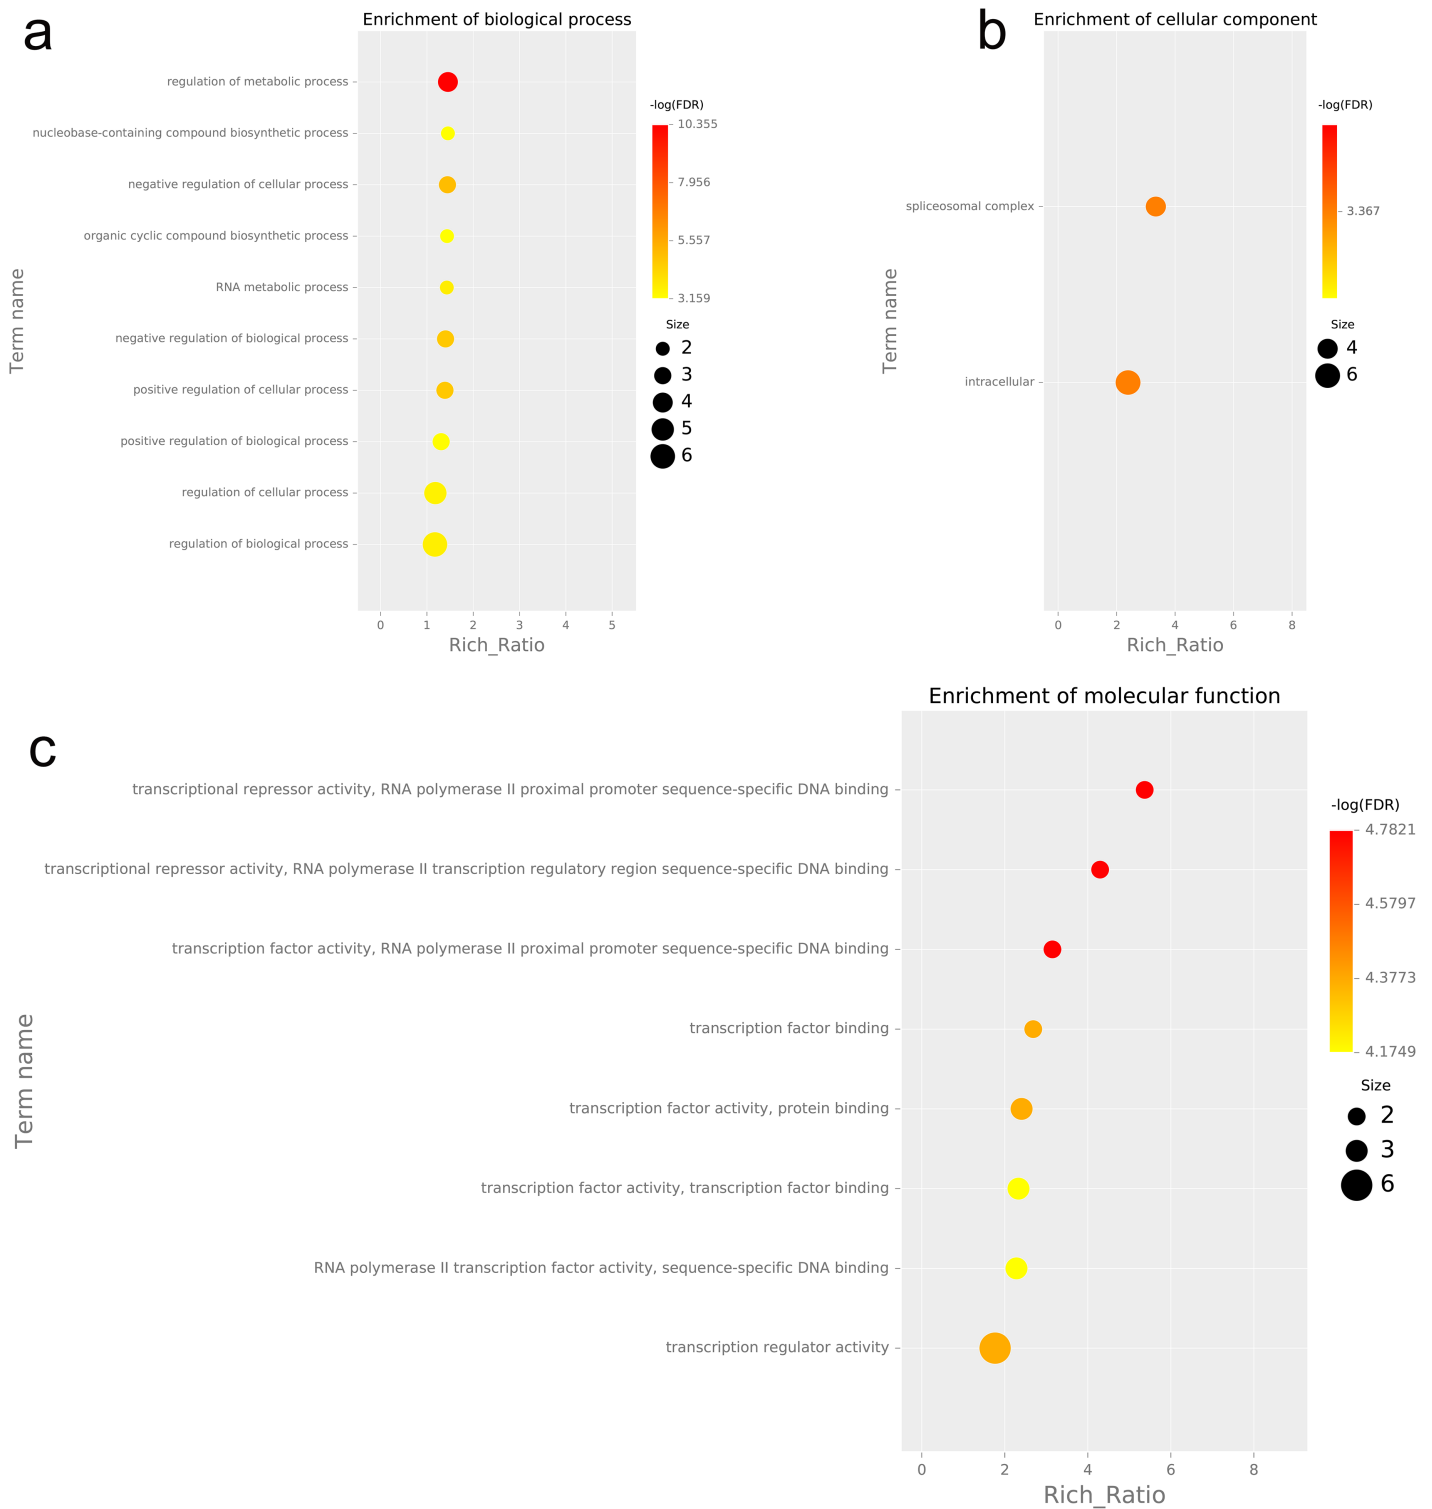 a
Enrichment of biological process
Term name
regulation of metabolic process
nucleobase-containing compound biosynthetic process
negative regulation of cellular process
organic cyclic compound biosynthetic process
RNA metabolic process
negative regulation of biological process
positive regulation of cellular process
positive regulation of biological process
regulation of cellular process
regulation of biological process
0 1 2 3 4 5
Rich_Ratio
-log(FDR)
10.355
7.956
5.557
3.159
Size
2
3
4
5
6
b
Enrichment of cellular component
Term name
spliceosomal complex
intracellular
0 2 4 6 8
Rich_Ratio
-log(FDR)
3.367
Size
4
6
c
Enrichment of molecular function
Term name
transcriptional repressor activity, RNA polymerase II proximal promoter sequence-specific DNA binding
transcriptional repressor activity, RNA polymerase II transcription regulatory region sequence-specific DNA binding
transcription factor activity, RNA polymerase II proximal promoter sequence-specific DNA binding
transcription factor binding
transcription factor activity, protein binding
transcription factor activity, transcription factor binding
RNA polymerase II transcription factor activity, sequence-specific DNA binding
transcription regulator activity
0 2 4 6 8
Rich_Ratio
-log(FDR)
4.7821
4.5797
4.3773
4.1749
Size
2
3
6